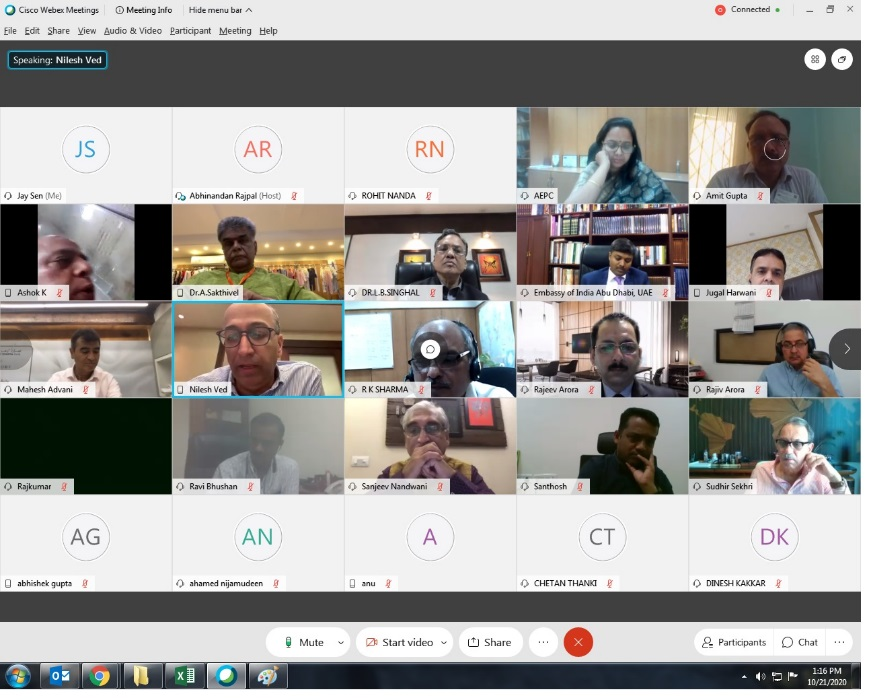 Cisco Webex Meetings
Meeting Info
Hide menu bar
Connected
File Edit Share View Audio & Video Participant Meeting Help
Speaking: Nilesh Ved
JS
AR
RN
Jay Sen (Me)
Abhinandan Rajpal (Host)
ROHIT NANDA
AEPC
Amit Gupta
Ashok K
Dr.A.Sakthivel
DR.L.B.SINGHAL
Embassy of India Abu Dhabi, UAE
Jugal Harwani
Mahesh Advani
Nilesh Ved
R K SHARMA
Rajeev Arora
Rajiv Arora
Rajkumar
Ravi Bhushan
Sanjeev Nandwani
Santhosh
Sudhir Sekhri
AG
AN
A
CT
DK
abhishek gupta
ahamed nijamudeen
anu
CHETAN THANKI
DINESH KAKKAR
Mute
Start video
Share
Participants
Chat
1:16 PM
10/21/2020